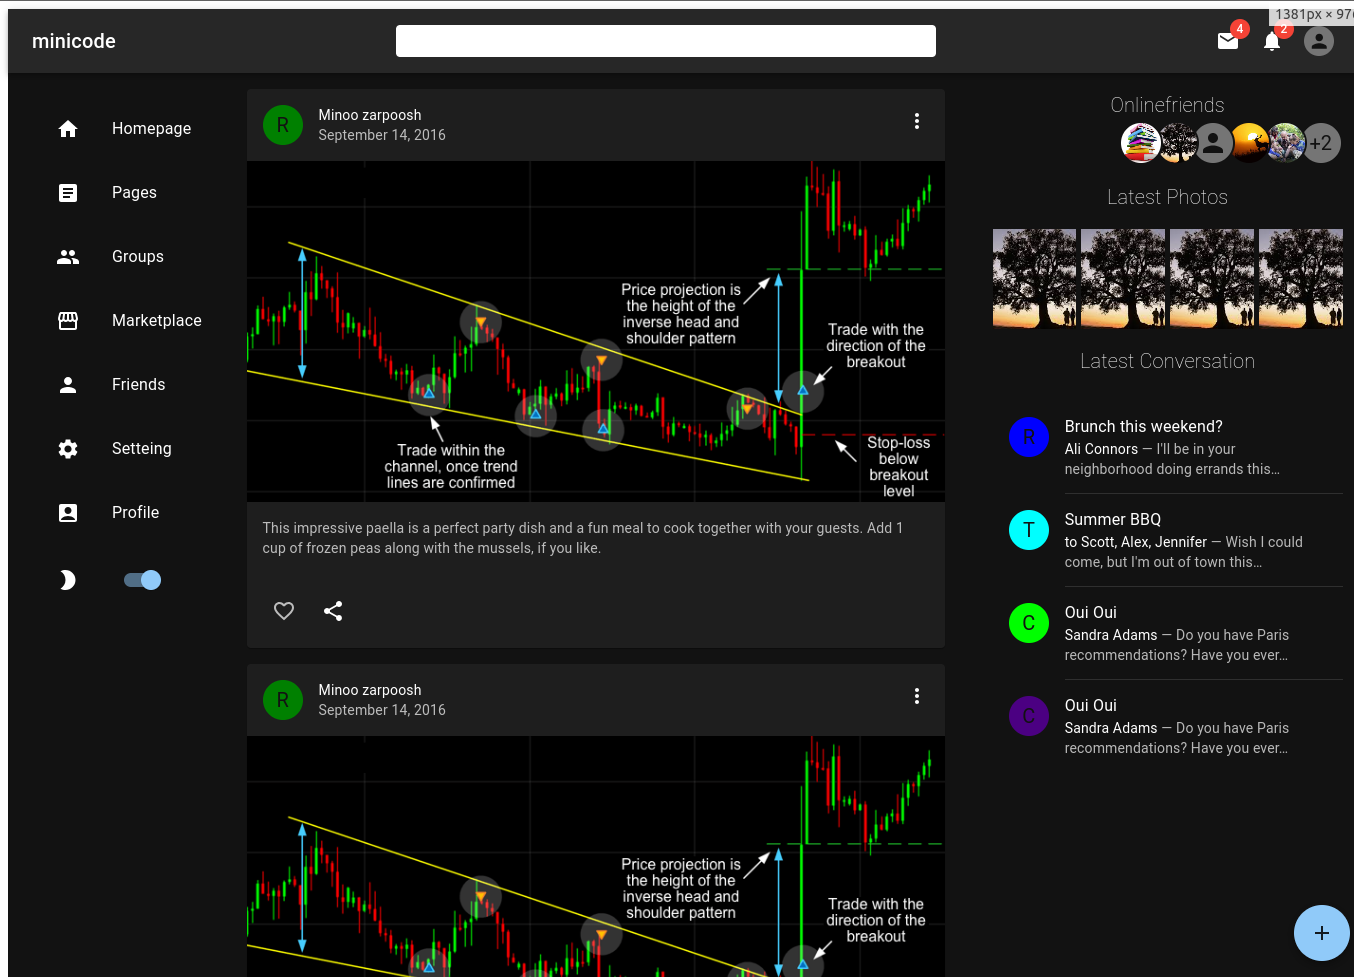 1381px × 976
minicode
4
2
Homepage
Pages
Groups
Marketplace
Friends
Setteing
Profile
R
Minoo zarpoosh
September 14, 2016
Price projection is
the height of the
inverse head and
shoulder pattern
Trade with the
direction of the
breakout
Trade within the
channel, once trend
lines are confirmed
Stop-loss
below
breakout
level
This impressive paella is a perfect party dish and a fun meal to cook together with your guests. Add 1
cup of frozen peas along with the mussels, if you like.
R
Minoo zarpoosh
September 14, 2016
Price projection is
the height of the
inverse head and
shoulder pattern
Trade with the
direction of the
breakout
Onlinefriends
+2
Latest Photos
Latest Conversation
R
Brunch this weekend?
Ali Connors — I'll be in your
neighborhood doing errands this…
T
Summer BBQ
to Scott, Alex, Jennifer — Wish I could
come, but I'm out of town this…
C
Oui Oui
Sandra Adams — Do you have Paris
recommendations? Have you ever…
C
Oui Oui
Sandra Adams — Do you have Paris
recommendations? Have you ever…
+